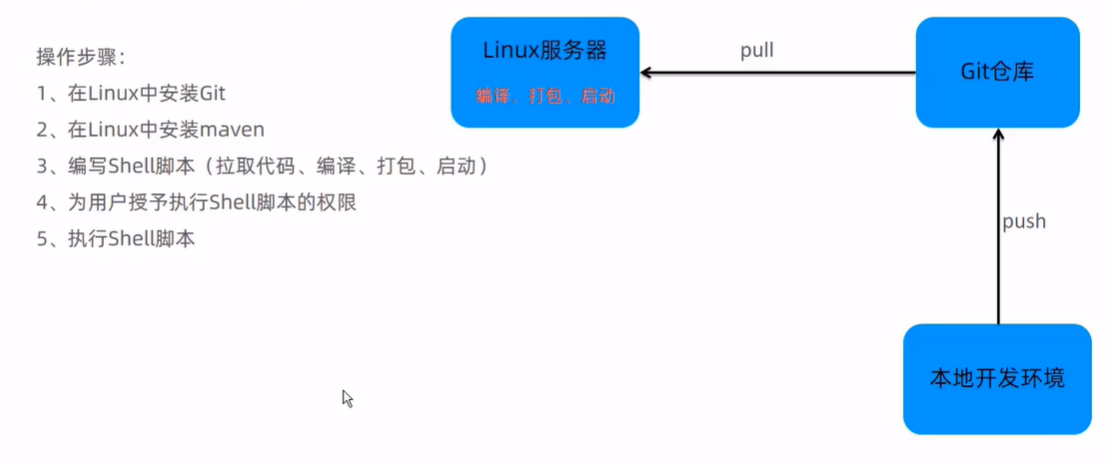 操作步骤：
1、在Linux中安装Git
2、在Linux中安装maven
3、编写Shell脚本（拉取代码、编译、打包、启动）
4、为用户授予执行Shell脚本的权限
5、执行Shell脚本
Linux服务器
编译、打包、启动
pull
Git仓库
push
本地开发环境